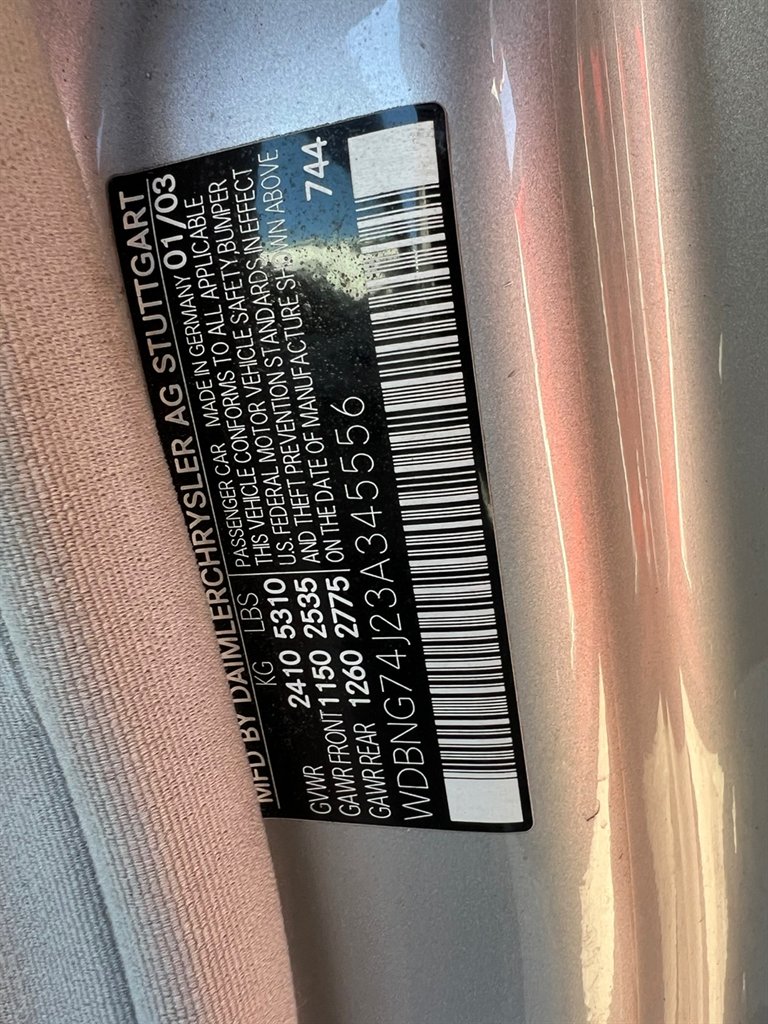 MFD BY DAIMLERCHRYSLER AG STUTTGART
KG LBS PASSENGER CAR MADE IN GERMANY 01/03
THIS VEHICLE CONFORMS TO ALL APPLICABLE
GVWR 2410 5310 U.S. FEDERAL MOTOR VEHICLE SAFETY BUMPER
GAWR FRONT 1150 2535 AND THEFT PREVENTION STANDARDS IN EFFECT
GAWR REAR 1260 2775 ON THE DATE OF MANUFACTURE SHOWN ABOVE
WDBNG74J23A345556 744